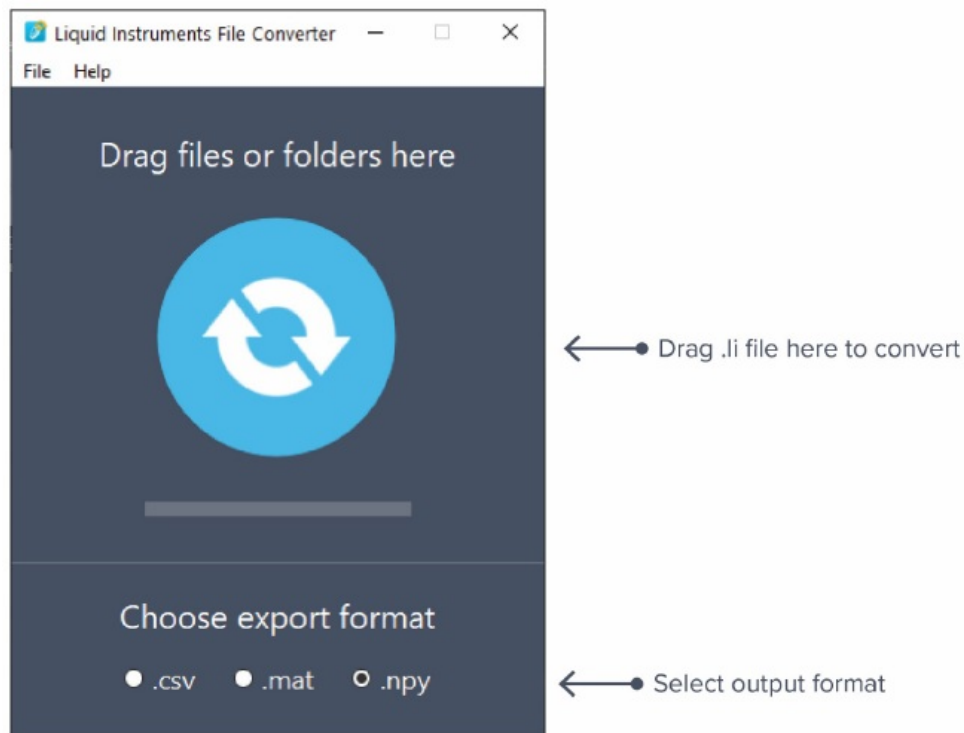 Liquid Instruments File Converter
File Help
Drag files or folders here
Drag .li file here to convert
Choose export format
.csv .mat .npy
Select output format